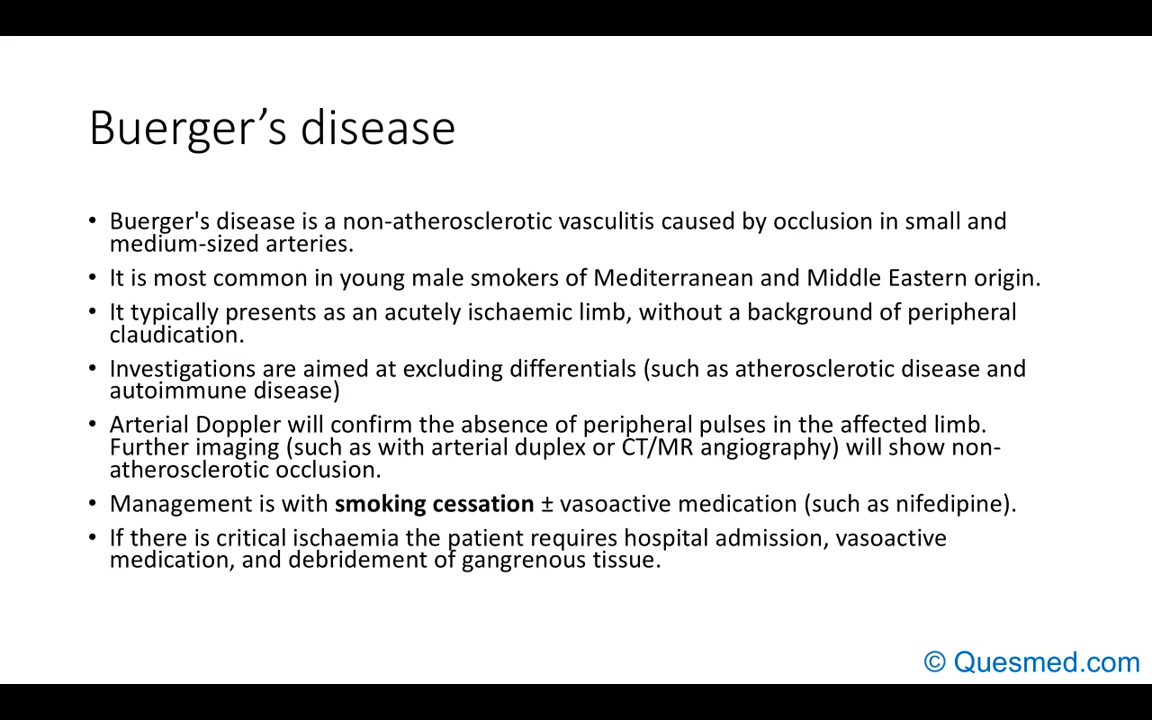 Buerger’s disease
• Buerger's disease is a non-atherosclerotic vasculitis caused by occlusion in small and
medium-sized arteries.
• It is most common in young male smokers of Mediterranean and Middle Eastern origin.
• It typically presents as an acutely ischaemic limb, without a background of peripheral
claudication.
• Investigations are aimed at excluding differentials (such as atherosclerotic disease and
autoimmune disease)
• Arterial Doppler will confirm the absence of peripheral pulses in the affected limb.
Further imaging (such as with arterial duplex or CT/MR angiography) will show non-
atherosclerotic occlusion.
• Management is with smoking cessation ± vasoactive medication (such as nifedipine).
• If there is critical ischaemia the patient requires hospital admission, vasoactive
medication, and debridement of gangrenous tissue.
© Quesmed.com